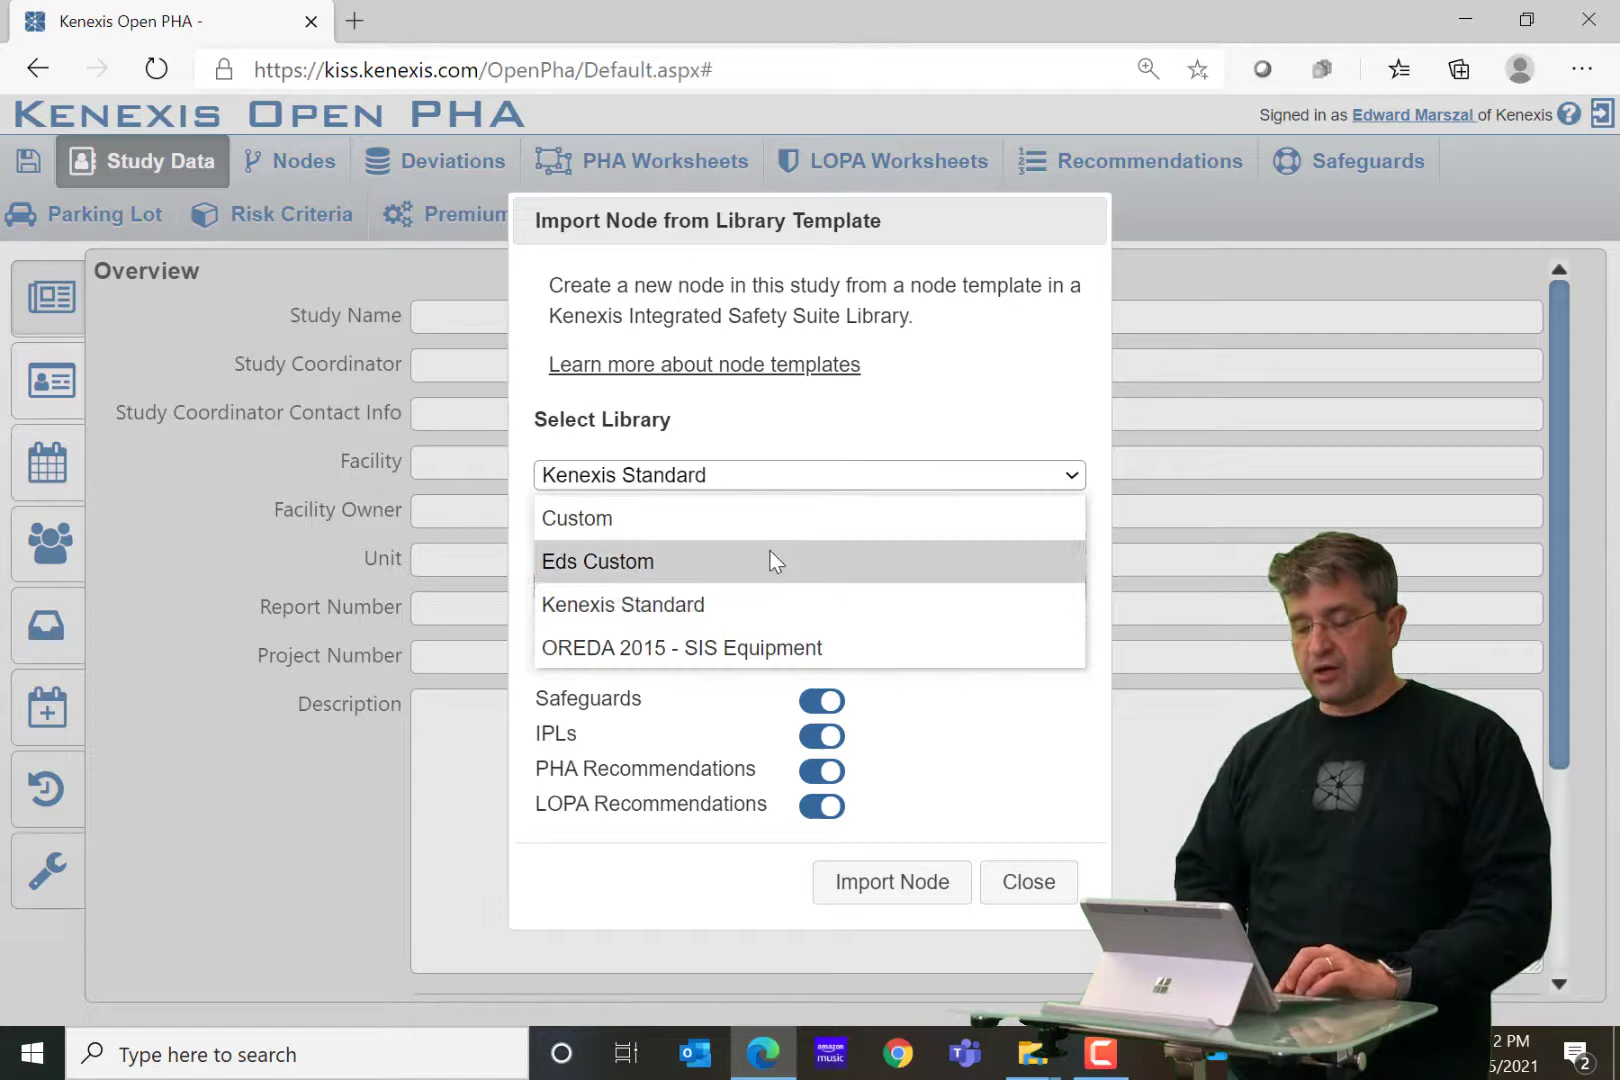 Kenexis Open PHA -
https://kiss.kenexis.com/OpenPha/Default.aspx#
KENEXIS OPEN PHA
Signed in as Edward Marszal of Kenexis
Study Data
Nodes
Deviations
PHA Worksheets
LOPA Worksheets
Recommendations
Safeguards
Parking Lot
Risk Criteria
Premium
Import Node from Library Template
Create a new node in this study from a node template in a
Kenexis Integrated Safety Suite Library.
Learn more about node templates
Select Library
Kenexis Standard
Custom
Eds Custom
Kenexis Standard
OREDA 2015 - SIS Equipment
Safeguards
IPLs
PHA Recommendations
LOPA Recommendations
Import Node
Close
Overview
Study Name
Study Coordinator
Study Coordinator Contact Info
Facility
Facility Owner
Unit
Report Number
Project Number
Description
Type here to search
amazon
music
2 PM
5/2021
2